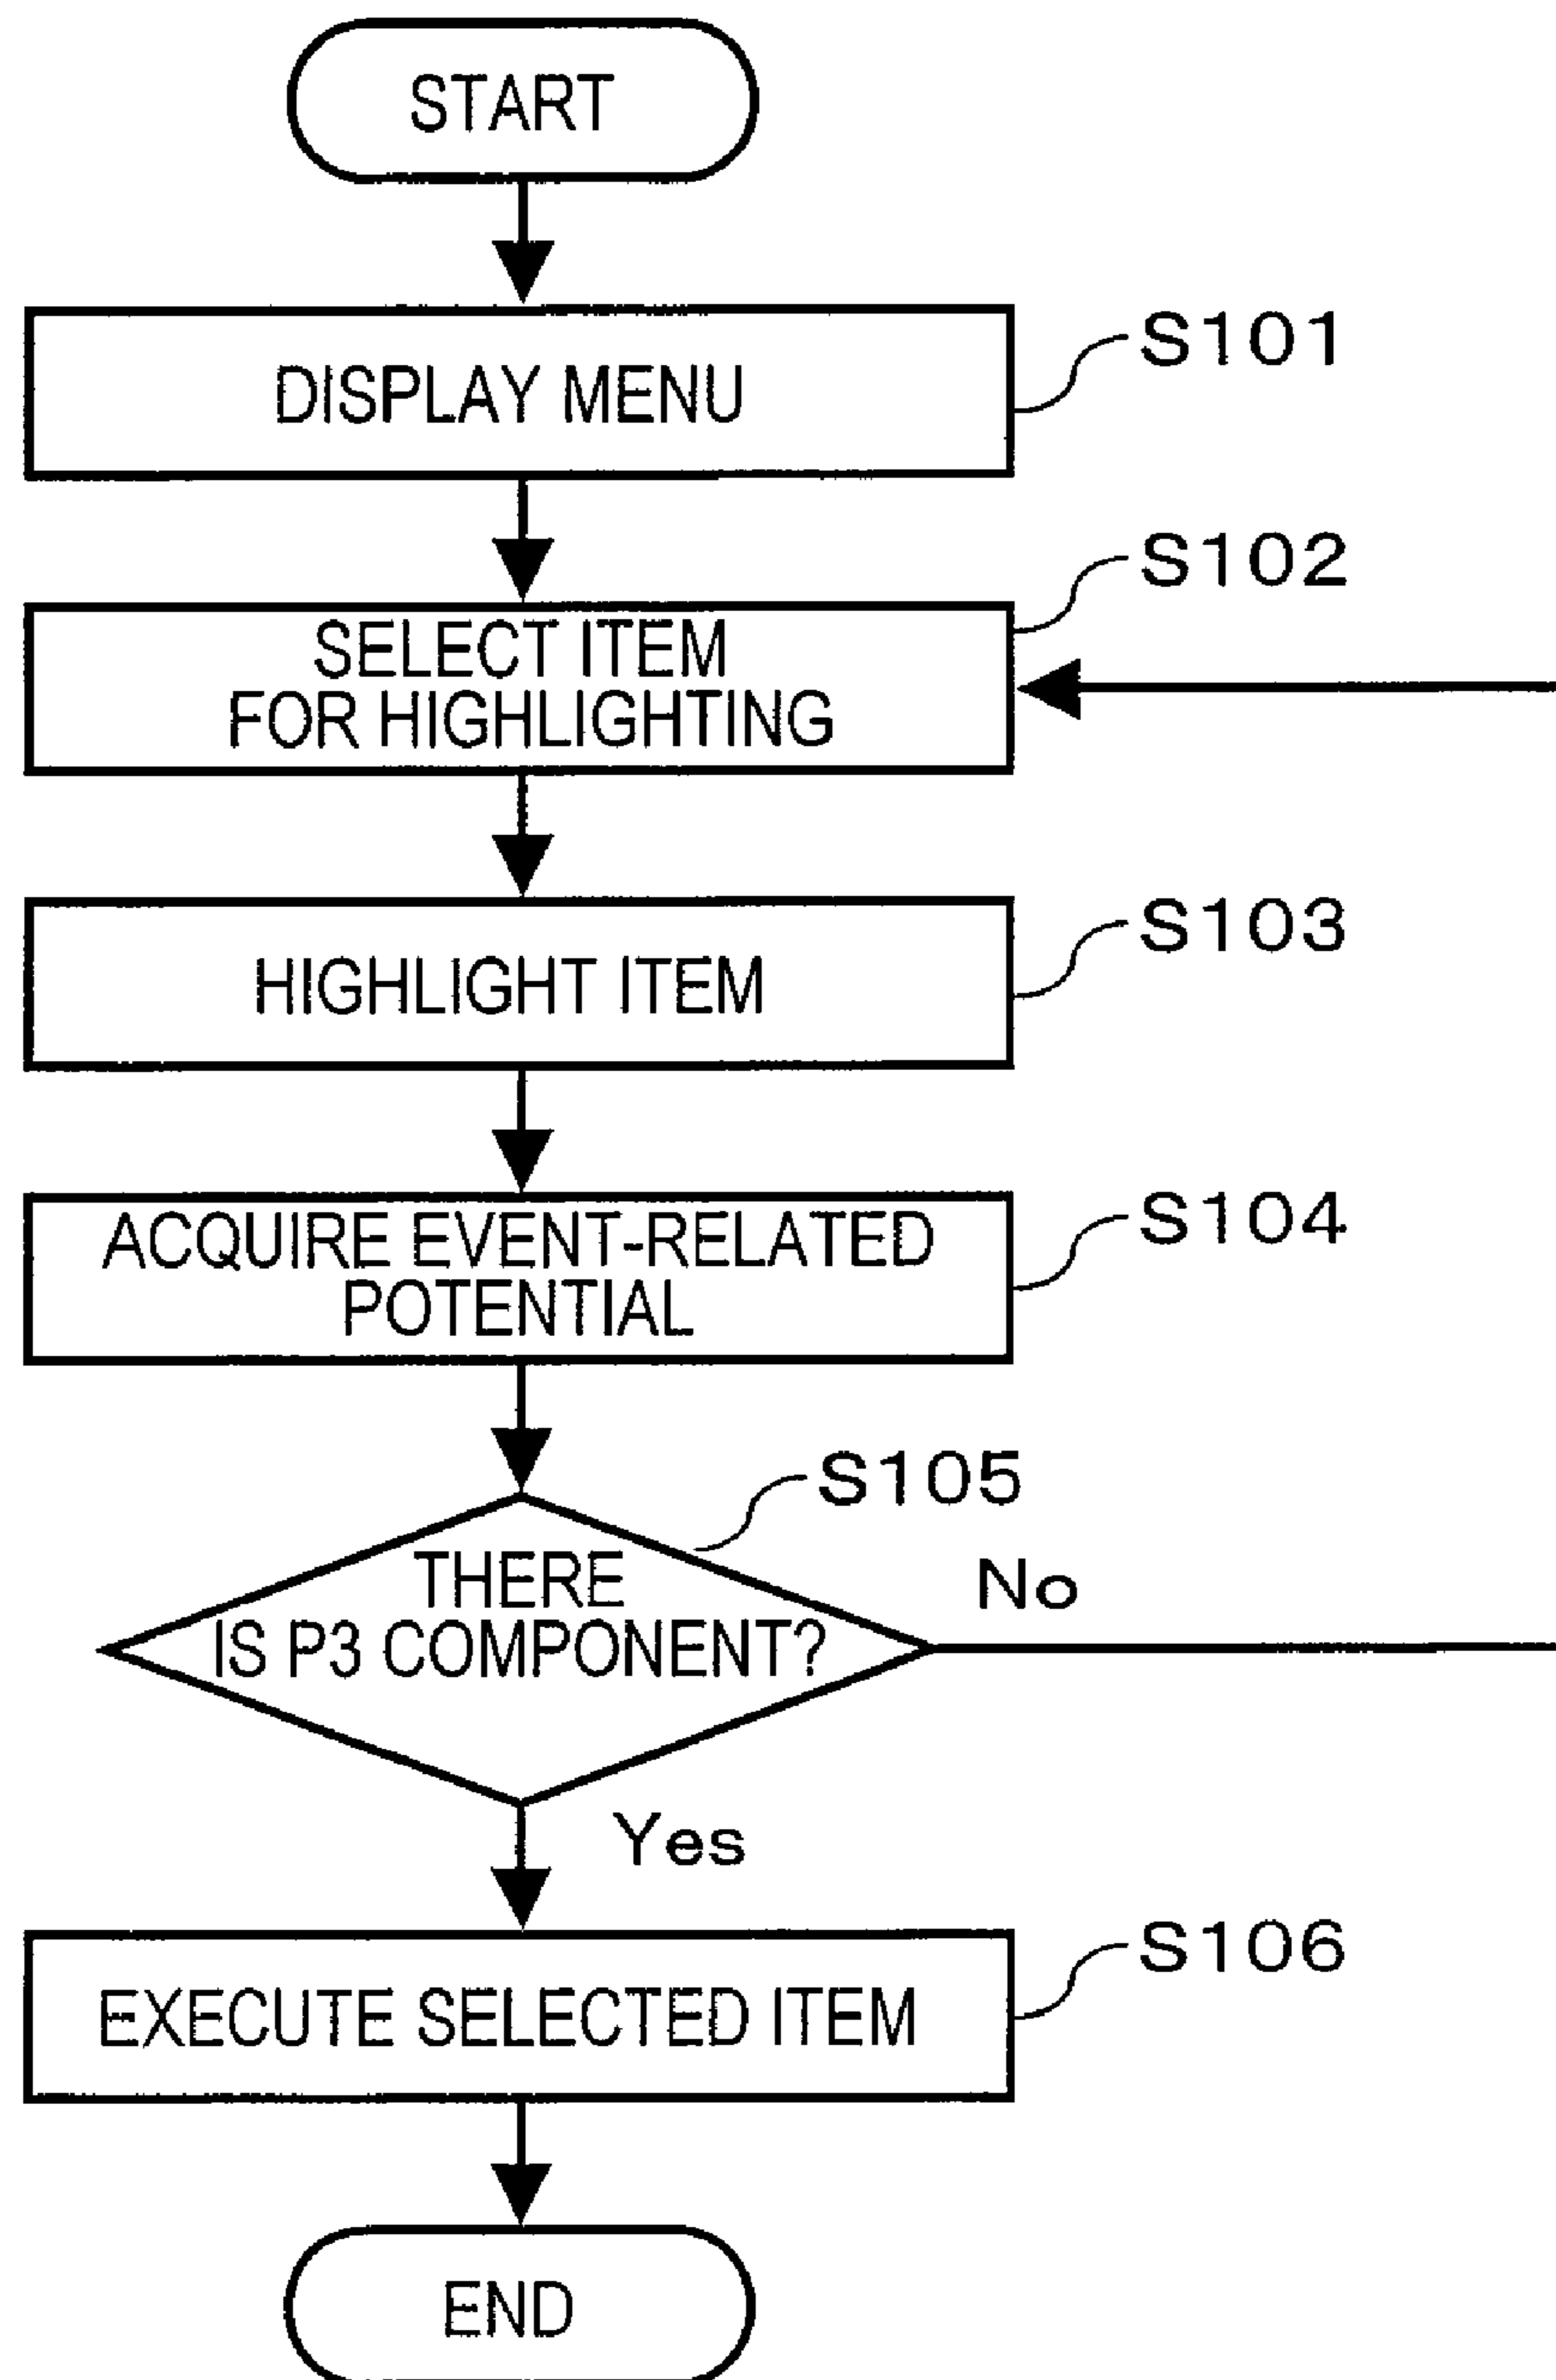 START
DISPLAY MENU
S101
S102
SELECT ITEM
FOR HIGHLIGHTING
HIGHLIGHT ITEM
S103
ACQUIRE EVENT-RELATED
POTENTIAL
S104
S105
THERE
IS P3 COMPONENT?
No
Yes
EXECUTE SELECTED ITEM
S106
END